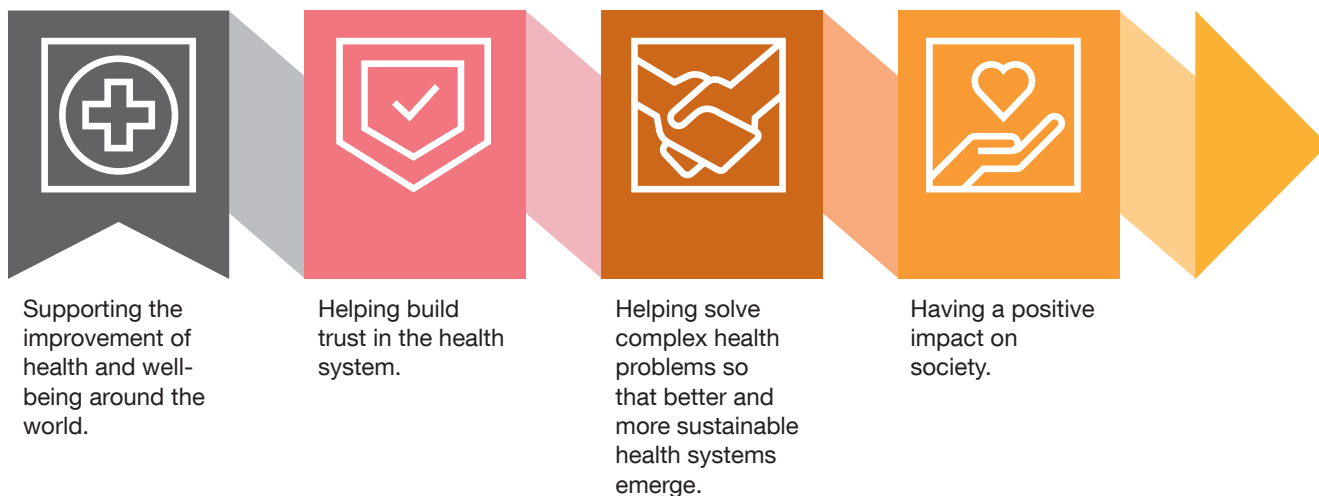 Supporting the
improvement of
health and well-
being around the
world.
Helping build
trust in the health
system.
Helping solve
complex health
problems so
that better and
more sustainable
health systems
emerge.
Having a positive
impact on
society.